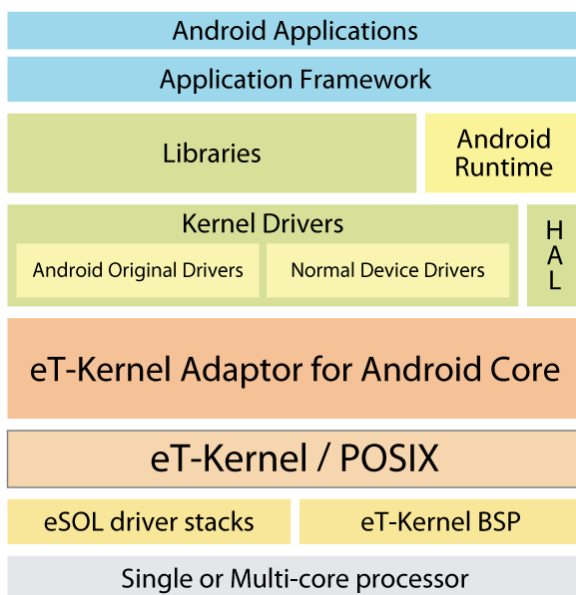 Android Applications
Application Framework
Libraries
Android
Runtime
Kernel Drivers
Android Original Drivers
Normal Device Drivers
H
A
L
eT-Kernel Adaptor for Android Core
eT-Kernel / POSIX
eSOL driver stacks
eT-Kernel BSP
Single or Multi-core processor